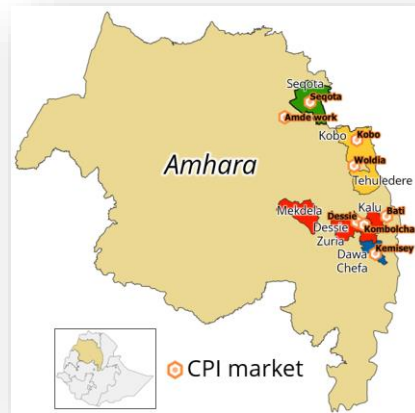 Seqota
Seqota
Amde work
Kobo
Kobo
Woldia
Amhara
Tehuledere
Mekdela
Kalu
Dessie
Bati
Dessie
Zuria
Kombolcha
Dawa
Chefa
Kemisey
CPI market